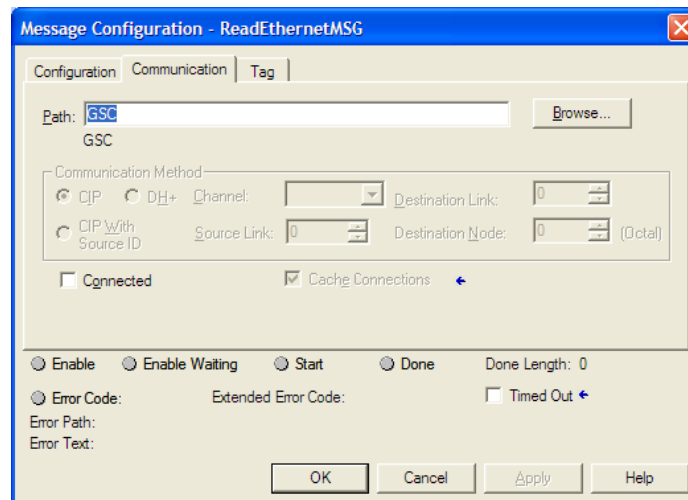 Message Configuration - ReadEthernetMSG
Configuration Communication Tag
Path: GSC Browse...
GSC
Communication Method
CIP DH+ Channel: Destination Link: 0
CIP With Source ID Source Link: 0 Destination Node: 0 (Octal)
Connected Cache Connections
Enable Enable Waiting Start Done Done Length: 0
Error Code: Extended Error Code: Timed Out
Error Path:
Error Text:
OK Cancel Apply Help